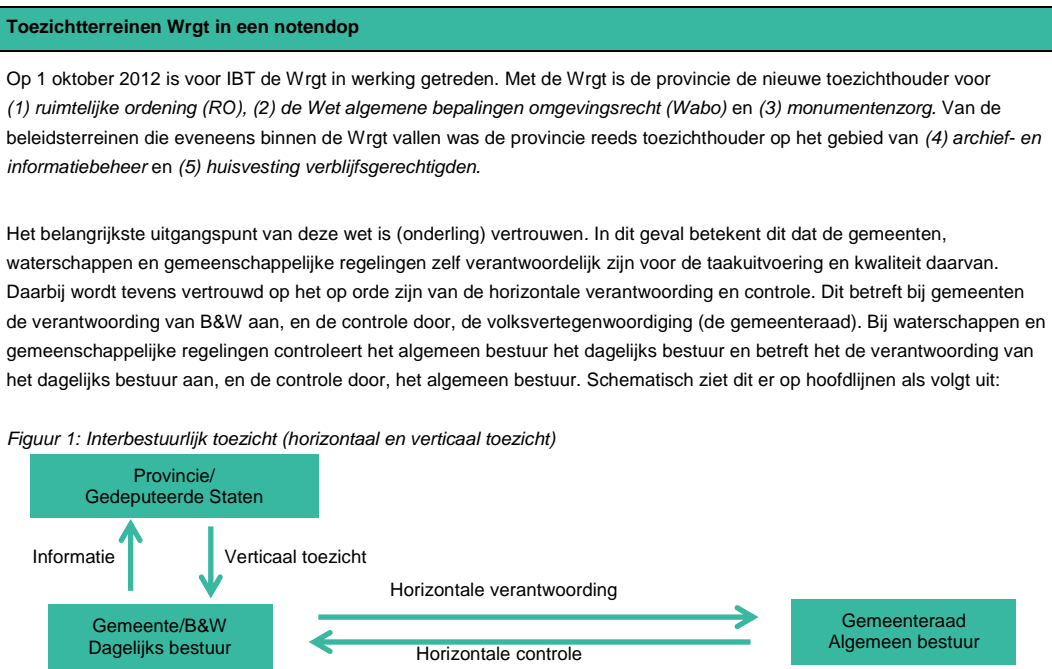 Toezichtterreinen Wrgt in een notendop
Op 1 oktober 2012 is voor IBT de Wrgt in werking getreden. Met de Wrgt is de provincie de nieuwe toezichthouder voor
(1) ruimtelijke ordening (RO), (2) de Wet algemene bepalingen omgevingsrecht (Wabo) en (3) monumentenzorg. Van de
beleidsterreinen die eveneens binnen de Wrgt vallen was de provincie reeds toezichthouder op het gebied van (4) archief- en
informatiebeheer en (5) huisvesting verblijfsgerechtigden.
Het belangrijkste uitgangspunt van deze wet is (onderling) vertrouwen. In dit geval betekent dit dat de gemeenten,
waterschappen en gemeenschappelijke regelingen zelf verantwoordelijk zijn voor de taakuitvoering en kwaliteit daarvan.
Daarbij wordt tevens vertrouwd op het op orde zijn van de horizontale verantwoording en controle. Dit betreft bij gemeenten
de verantwoording van B&W aan, en de controle door, de volksvertegenwoordiging (de gemeenteraad). Bij waterschappen en
gemeenschappelijke regelingen controleert het algemeen bestuur het dagelijks bestuur en betreft het de verantwoording van
het dagelijks bestuur aan, en de controle door, het algemeen bestuur. Schematisch ziet dit er op hoofdlijnen als volgt uit:
Figuur 1: Interbestuurlijk toezicht (horizontaal en verticaal toezicht)
Provincie/
Gedeputeerde Staten
Informatie
Verticaal toezicht
Horizontale verantwoording
Gemeente/B&W
Dagelijks bestuur
Gemeenteraad
Algemeen bestuur
Horizontale controle